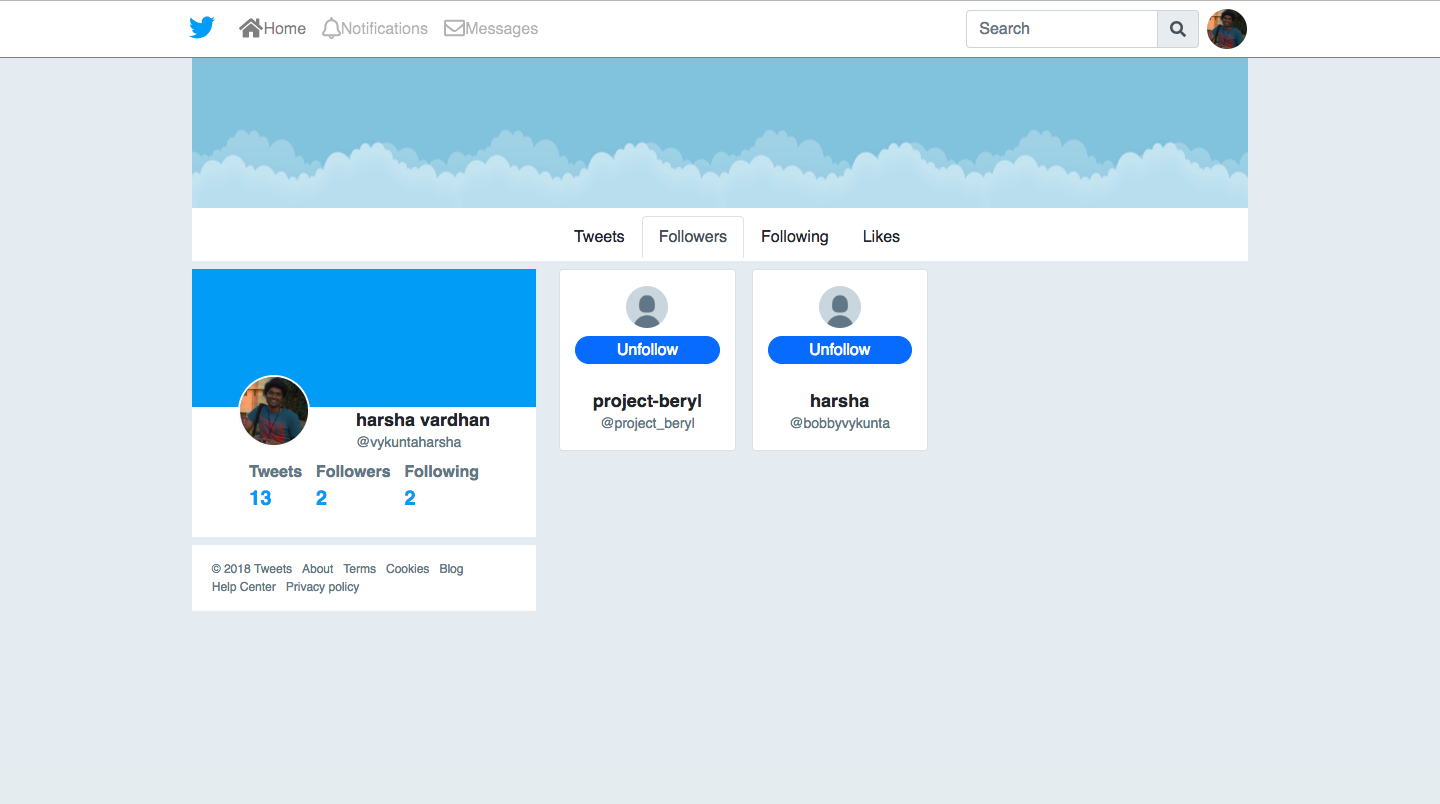 Home Notifications Messages Search
Tweets Followers Following Likes
harsha vardhan
@vykuntaharsha
Tweets Followers Following
13 2 2
© 2018 Tweets About Terms Cookies Blog
Help Center Privacy policy
Unfollow
project-beryl
@project_beryl
Unfollow
harsha
@bobbyvykunta